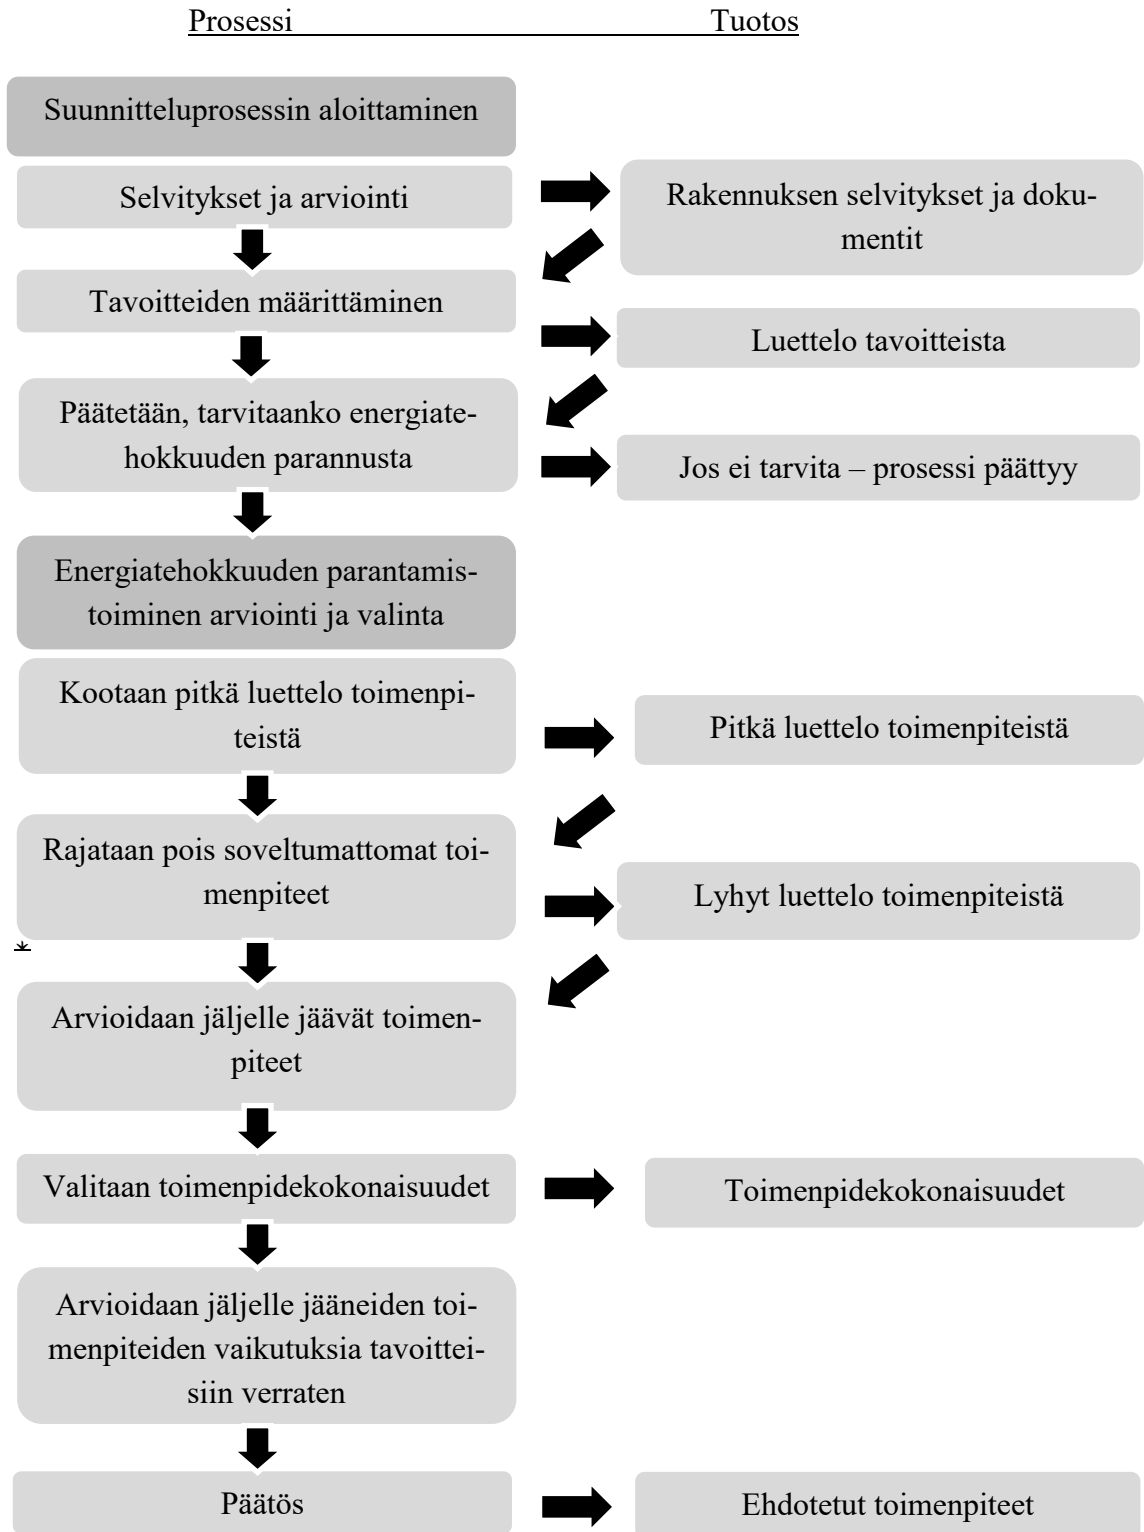 Prosessi Tuotos
Suunnitteluprosessin aloittaminen
Selvitykset ja arviointi
Rakennuksen selvitykset ja doku-
mentit
Tavoitteiden määrittäminen
Luettelo tavoitteista
Päätetään, tarvitaanko energiate-
hokkuuden parannusta
Jos ei tarvita – prosessi päättyy
Energiatehokkuuden parantamis-
toiminen arviointi ja valinta
Kootaan pitkä luettelo toimenpi-
teistä
Pitkä luettelo toimenpiteistä
Rajataan pois soveltumattomat toi-
menpiteet
Lyhyt luettelo toimenpiteistä
*
Arvioidaan jäljelle jäävät toimen-
piteet
Valitaan toimenpidekokonaisuudet
Toimenpidekokonaisuudet
Arvioidaan jäljelle jääneiden toi-
menpiteiden vaikutuksia tavoittei-
siin verraten
Päätös
Ehdotetut toimenpiteet